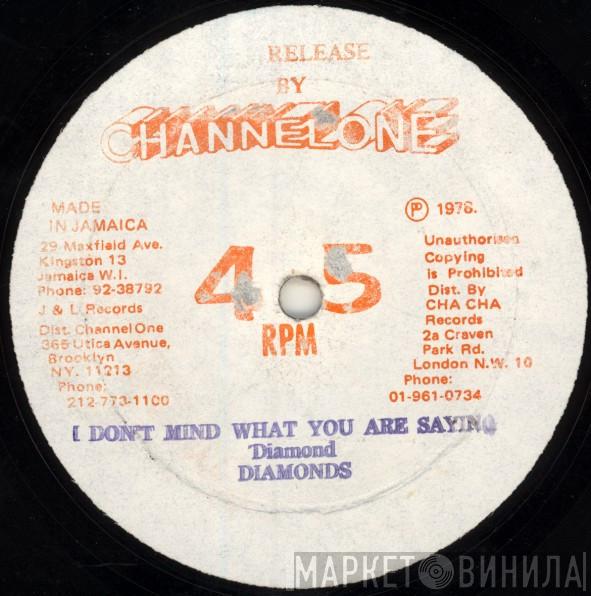 RELEASE
BY
CHANNEL ONE
MADE
IN JAMAICA
29 Maxfield Ave.
Kingston 13
Jamaica W.I.
Phone: 92-38792
J & L Records
Dist. Channel One
365 Utica Avenue,
Brooklyn
NY. 11213
Phone:
212-773-1100
45
RPM
Ⓟ 1978.
Unauthorised
Copying
is Prohibited
Dist. By
CHA CHA
Records
2a Craven
Park Rd.
London N.W. 10
Phone:
01-961-0734
I DON'T MIND WHAT YOU ARE SAYING
Diamond
DIAMONDS
МАРКЕТ ВИНИЛА